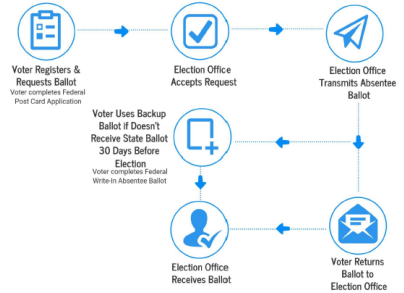 Voter Registers &
Requests Ballot
Voter completes Federal
Post Card Application
Election Office
Accepts Request
Election Office
Transmits Absentee
Ballot
Voter Uses Backup
Ballot if Doesn't
Receive State Ballot
30 Days Before
Election
Voter completes Federal
Write-In Absentee Ballot
Election Office
Receives Ballot
Voter Returns
Ballot to
Election Office